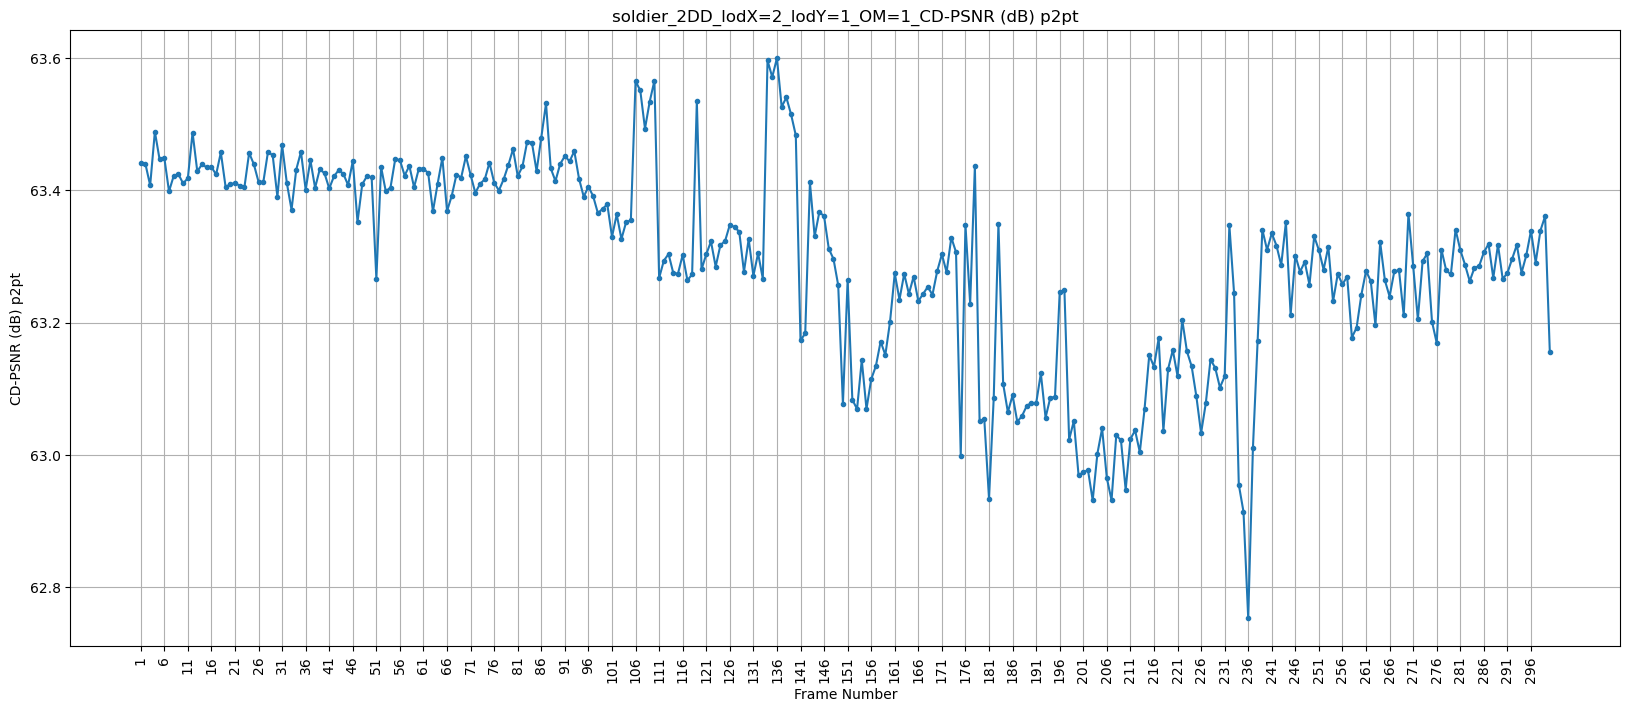 soldier_2DD_lodX=2_lodY=1_OM=1_CD-PSNR (dB) p2pt
CD-PSNR (dB) p2pt
63.6
63.4
63.2
63.0
62.8
1 6 11 16 21 26 31 36 41 46 51 56 61 66 71 76 81 86 91 96 101 106 111 116 121 126 131 136 141 146 151 156 161 166 171 176 181 186 191 196 201 206 211 216 221 226 231 236 241 246 251 256 261 266 271 276 281 286 291 296
Frame Number